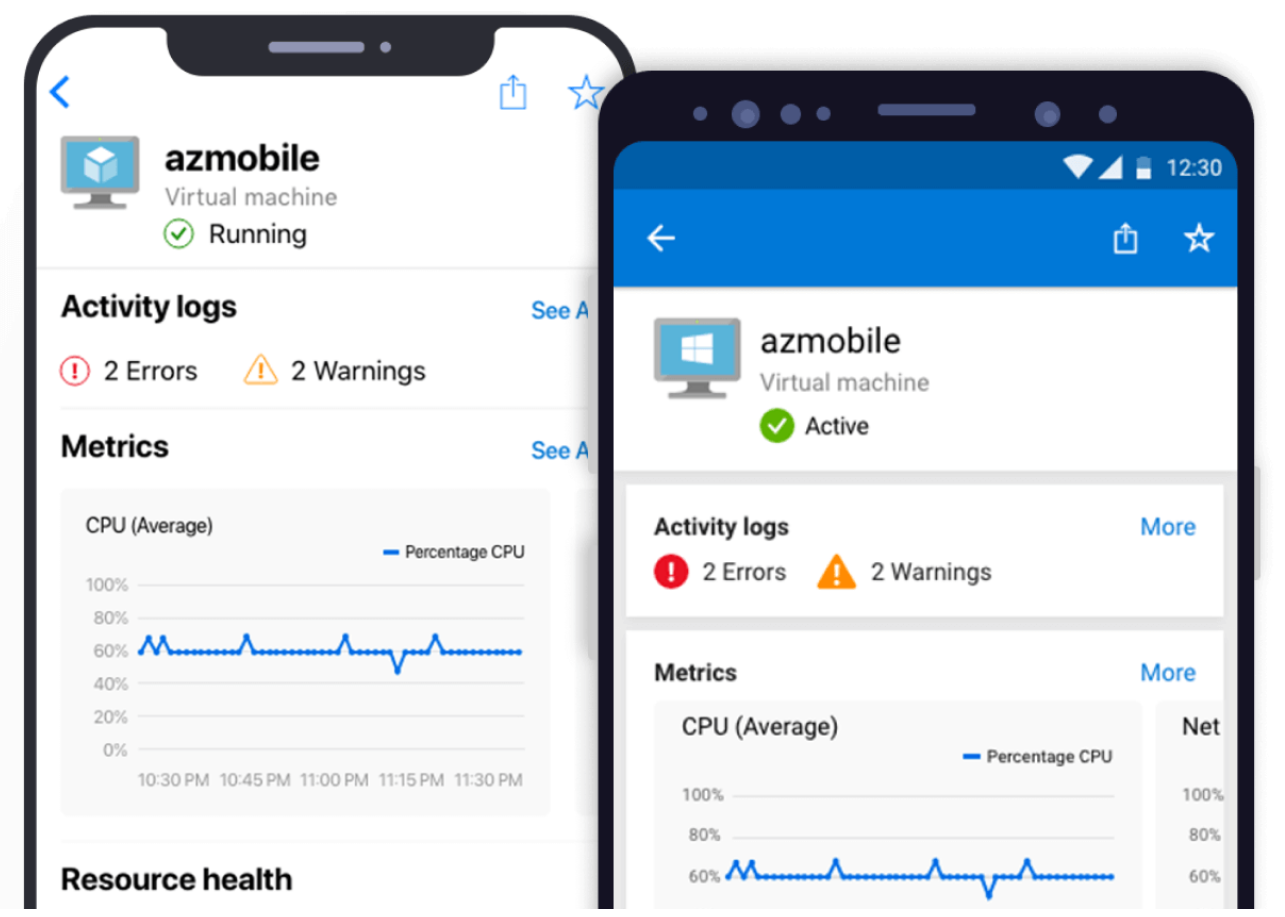 azmobile
Virtual machine
Running
Activity logs
See A
2 Errors
2 Warnings
Metrics
See A
CPU (Average)
Percentage CPU
100%
80%
60%
40%
20%
0%
10:30 PM 10:45 PM 11:00 PM 11:15 PM 11:30 PM
Resource health
12:30
azmobile
Virtual machine
Active
Activity logs
More
2 Errors
2 Warnings
Metrics
More
CPU (Average)
Percentage CPU
100%
80%
60%
Net
100%
80%
60%